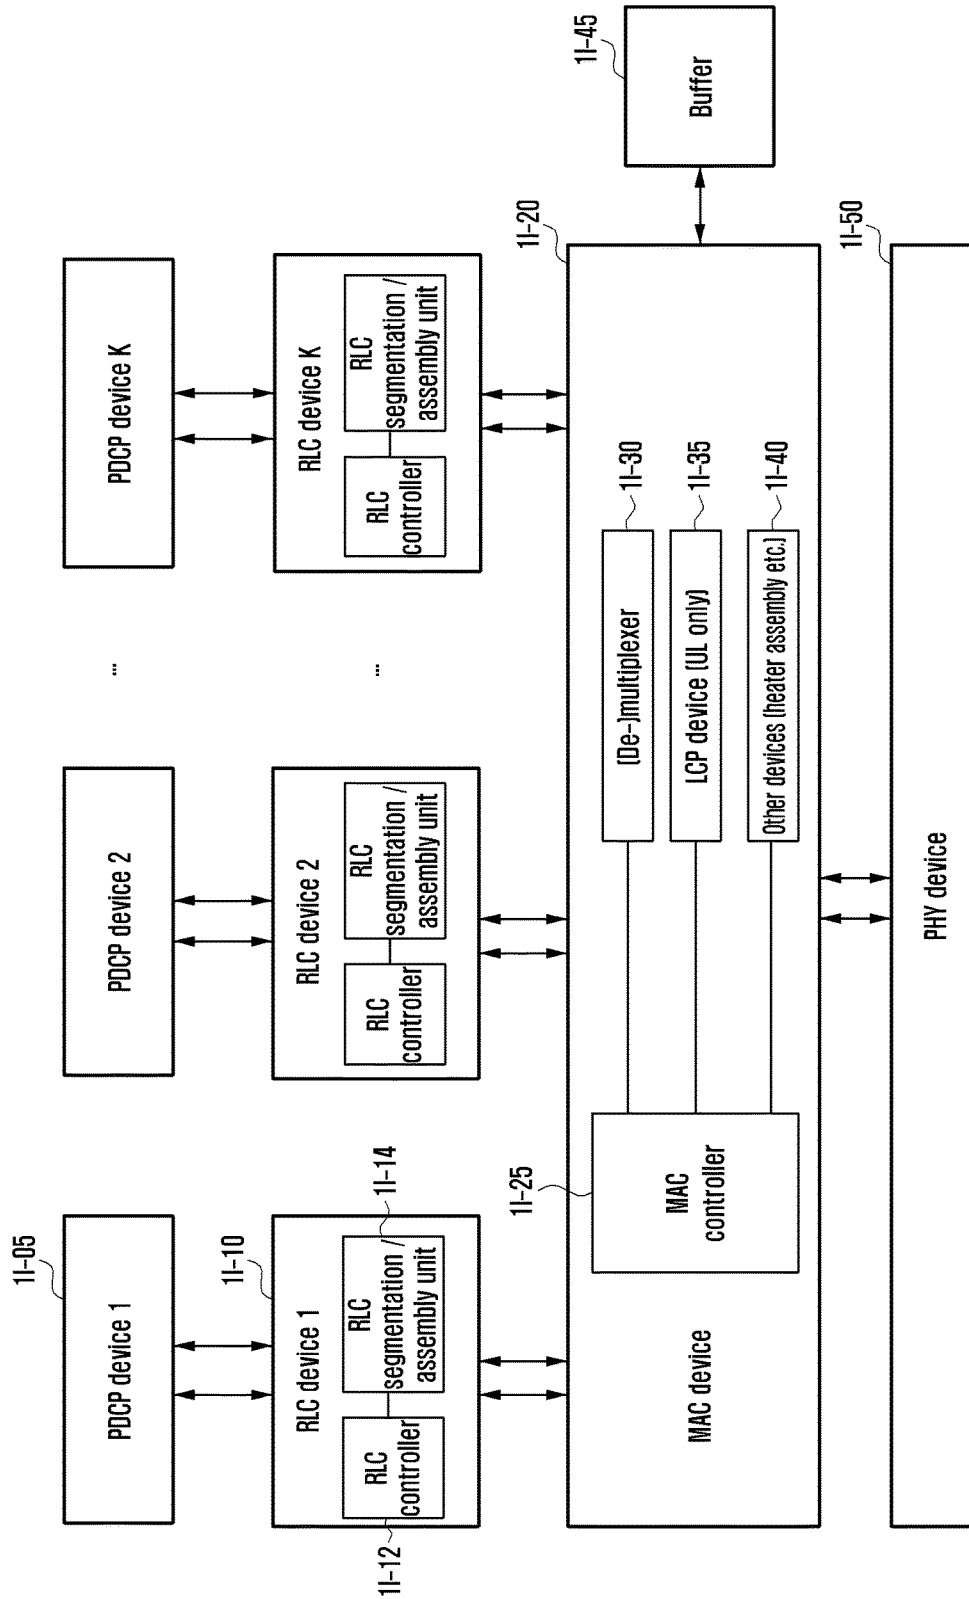 1l-05
PDCP device 1
PDCP device 2
...
PDCP device K
1l-10
RLC device 1
RLC device 2
...
RLC device K
1l-12
RLC
controller
1l-14
RLC
segmentation /
assembly unit
RLC
controller
RLC
segmentation /
assembly unit
RLC
controller
RLC
segmentation /
assembly unit
1l-20
MAC device
1l-25
MAC
controller
(De-)multiplexer
1l-30
LCP device (UL only)
1l-35
Other devices (heater assembly etc.)
1l-40
1l-45
Buffer
1l-50
PHY device